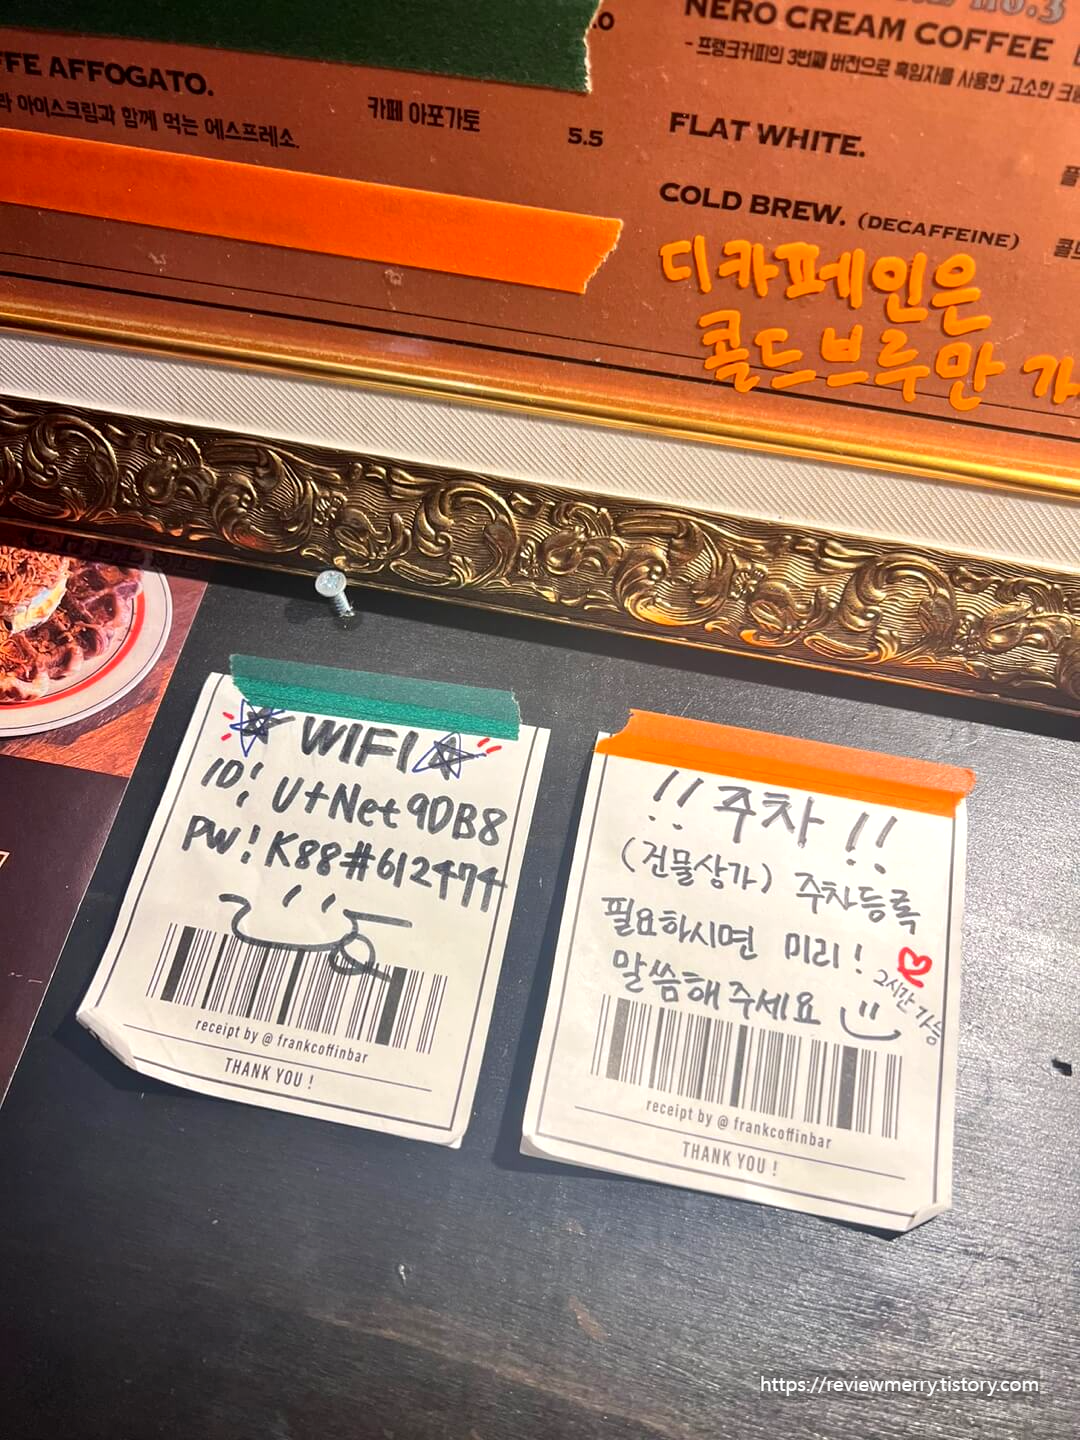 NERO CREAM COFFEE
- 프랭크커피의 3번째 버전으로 흑임자를 사용한 고소한
AFFOGATO.
카페 아포가토
5.5
아이스크림과 함께 먹는 에스프레소.
FLAT WHITE.
COLD BREW. (DECAFFEINE)
디카페인은
콜드브루만
WIFI
ID! U+Net9DB8
PW! K88#612474
receipt by @ frankcoffinbar
THANK YOU !
!! 주차 !!
(건물상가) 주차등록
필요하시면 미리!
말씀해주세요
2시간 가능
receipt by @ frankcoffinbar
THANK YOU !
https://reviewmerry.tistory.com